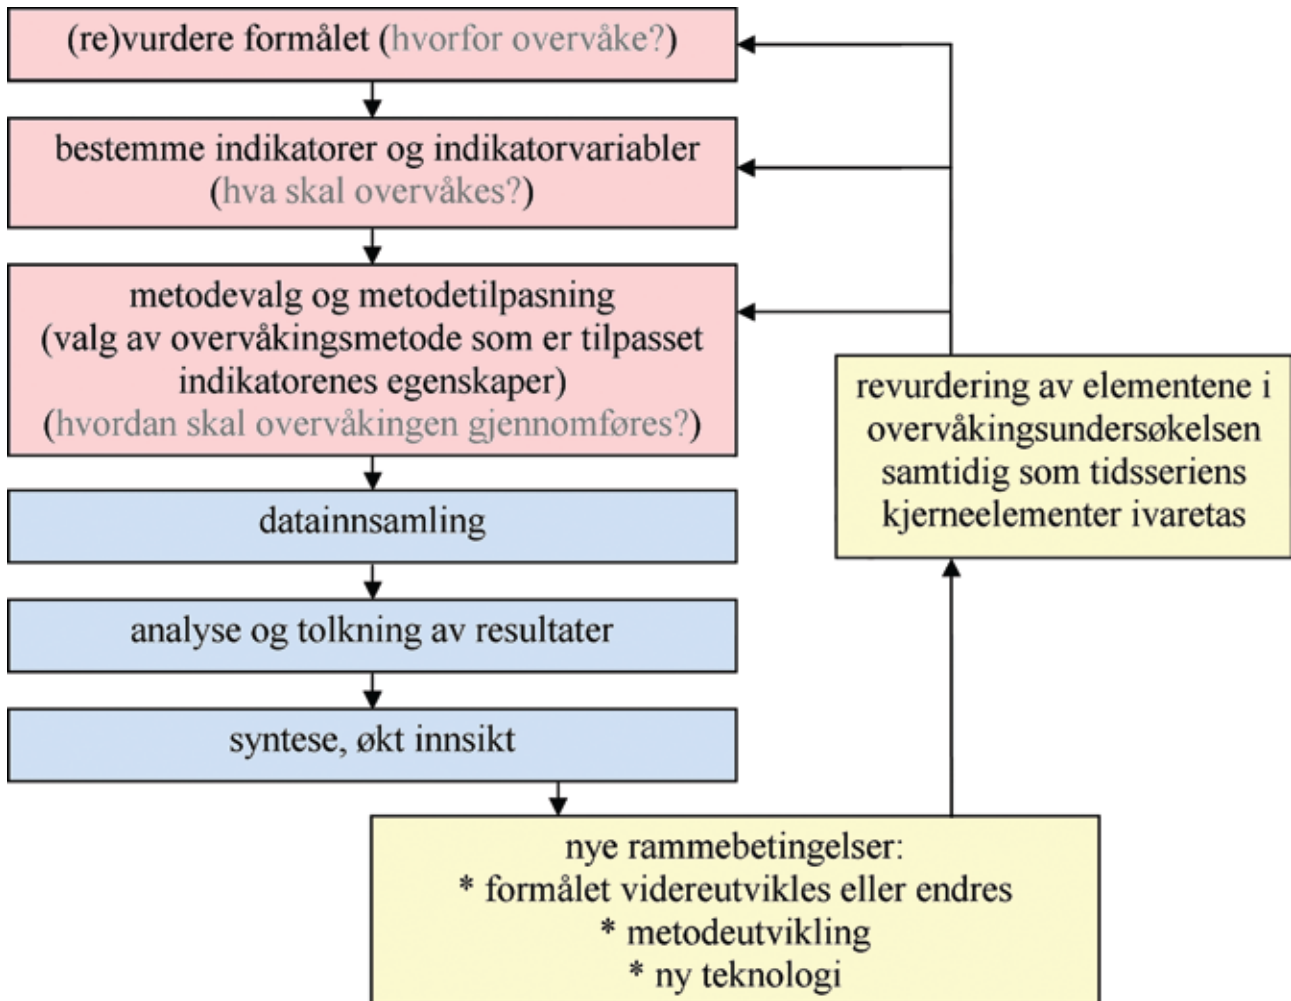 (re)vurdere formålet (hvorfor overvåke?)
bestemme indikatorer og indikatorvariabler
(hva skal overvåkes?)
metodevalg og metodetilpasning
(valg av overvåkingsmetode som er tilpasset
indikatorenes egenskaper)
(hvordan skal overvåkingen gjennomføres?)
datainnsamling
analyse og tolkning av resultater
syntese, økt innsikt
nye rammebetingelser:
* formålet videreutvikles eller endres
* metodeutvikling
* ny teknologi
revurdering av elementene i
overvåkingsundersøkelsen
samtidig som tidsseriens
kjerneelementer ivaretas